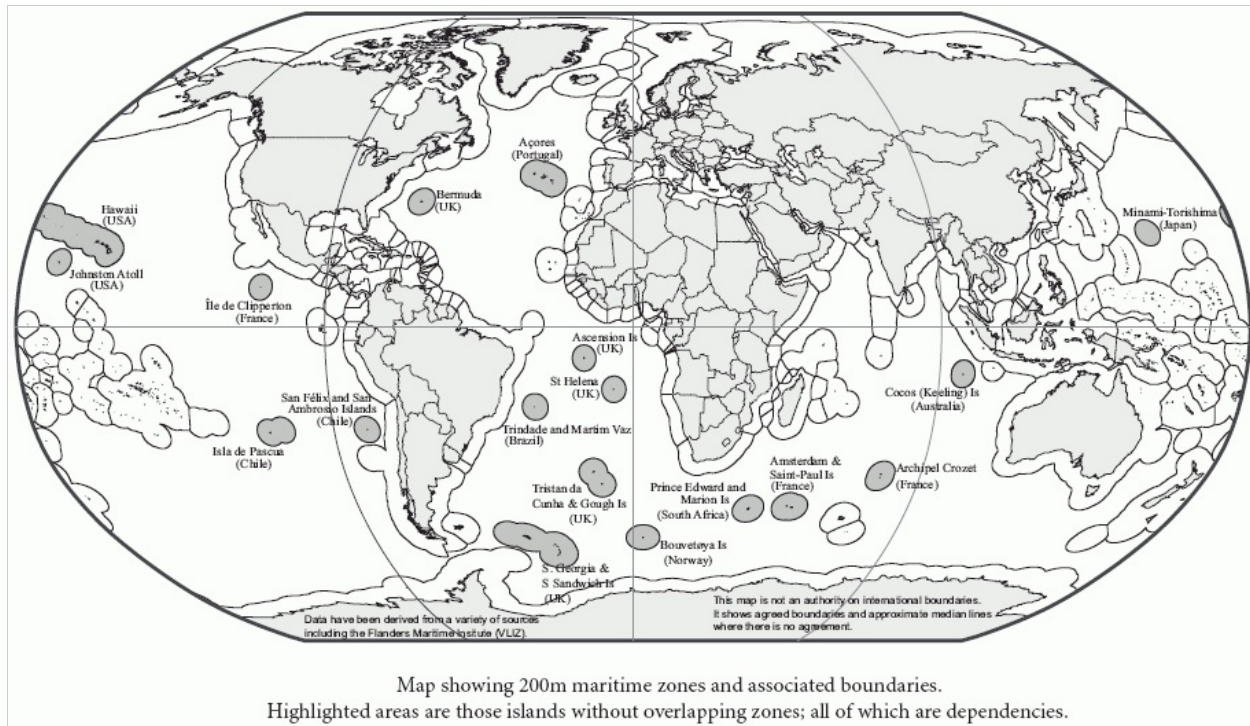 Açores
(Portugal)
Bermuda
(UK)
Hawaii
(USA)
Johnston Atoll
(USA)
Minami-Torishima
(Japan)
Île de Clipperton
(France)
Ascension Is
(UK)
St Helena
(UK)
Cocos (Keeling) Is
(Australia)
San Félix and San
Ambrosio Islands
(Chile)
Trindade and Martim Vaz
(Brazil)
Isla de Pascua
(Chile)
Tristan da
Cunha & Gough Is
(UK)
Prince Edward and
Marion Is
(South Africa)
Amsterdam &
Saint-Paul Is
(France)
Archipel Crozet
(France)
Bouvetøya Is
(Norway)
S. Georgia &
S Sandwich Is
(UK)
Data have been derived from a variety of sources
including the Flanders Maritime Insitute (VLIZ).
This map is not an authority on international boundaries.
It shows agreed boundaries and approximate median lines
where there is no agreement.
Map showing 200m maritime zones and associated boundaries.
Highlighted areas are those islands without overlapping zones; all of which are dependencies.